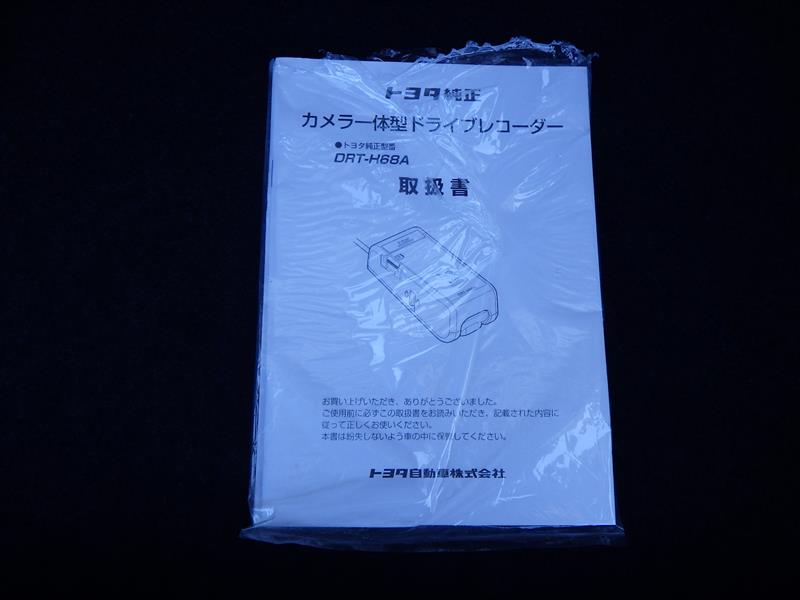 トヨタ純正
カメラ一体型ドライブレコーダー
●トヨタ純正型番
DRT-H68A
取扱書
お買い上げいただき、ありがとうございました。
ご使用前に必ずこの取扱書をお読みいただき、記載された内容に
従って正しくお使いください。
本書は紛失しないよう車の中に保管してください。
トヨタ自動車株式会社